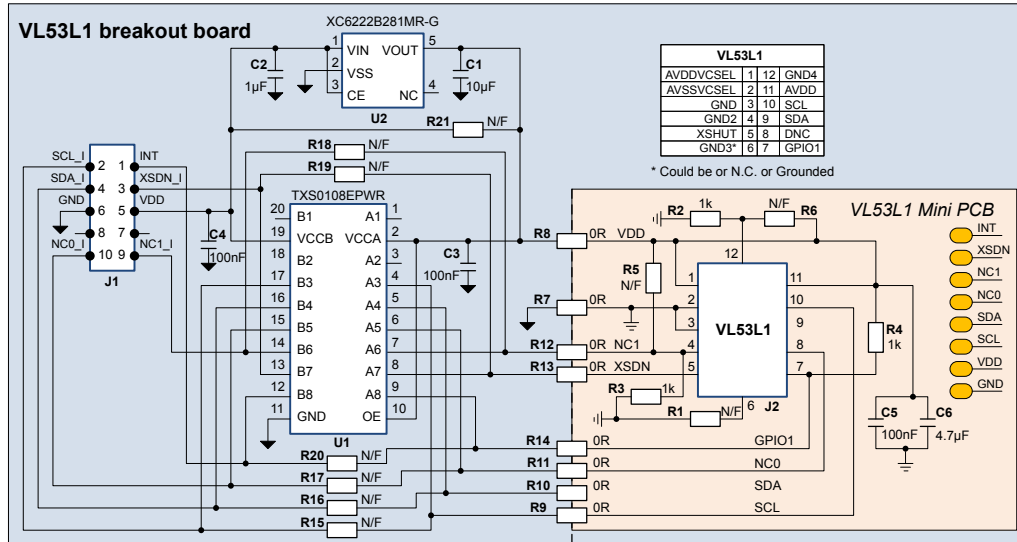 VL53L1 breakout board
XC6222B281MR-G
1 VIN VOUT 5
2 VSS
3 CE NC 4
U2
C2
1µF
C1
10µF
R21 N/F
R18 N/F
R19 N/F
VL53L1
AVDDVCSEL 1 12 GND4
AVSSVCSEL 2 11 AVDD
GND 3 10 SCL
GND2 4 9 SDA
XSHUT 5 8 DNC
GND3* 6 7 GPIO1
* Could be or N.C. or Grounded
SCL_I 2 1 INT
SDA_I 4 3 XSDN_I
GND 6 5 VDD
8 7
NC0_I 10 9 NC1_I
J1
C4
100nF
TXS0108EPWR
20 B1 A1 1
19 VCCB VCCA 2
18 B2 A2 3
17 B3 A3 4
16 B4 A4 5
15 B5 A5 6
14 B6 A6 7
13 B7 A7 8
12 B8 A8 9
11 GND OE 10
U1
C3
100nF
R20 N/F
R17 N/F
R16 N/F
R15 N/F
VL53L1 Mini PCB
R8 0R VDD
R7 0R
R12 0R NC1
R13 0R XSDN
R14 0R GPIO1
R11 0R NC0
R10 0R SDA
R9 0R SCL
R2 1k
N/F R6
R5
N/F
R3 1k
R1 N/F
12
1 11
2 10
3 9
4 8
5 7
6
VL53L1
J2
R4
1k
C5
100nF
C6
4.7µF
INT
XSDN
NC1
NC0
SDA
SCL
VDD
GND